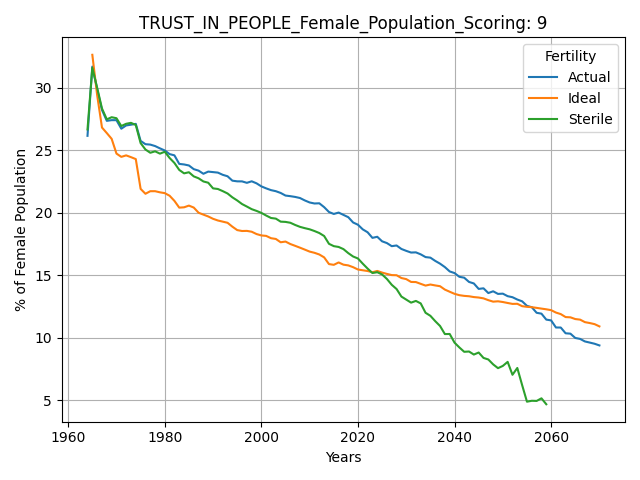 TRUST_IN_PEOPLE_Female_Population_Scoring: 9
Fertility
Actual
Ideal
Sterile
% of Female Population
30
25
20
15
10
5
1960 1980 2000 2020 2040 2060
Years